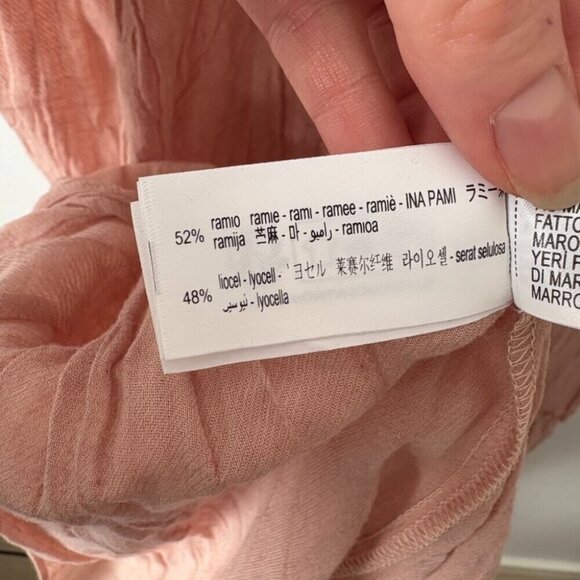 52% ramio ramie - rami - ramee - ramiè - INA PAMI ラミー
ramija 苎麻 - 마 - راميو - ramioa
48% liocel - lyocell - ' ヨセル 莱赛尔纤维 라이오셀 - serat selulosa
- lyocella
FATTO
MARO
YERİ F
DI MAR
MARRO